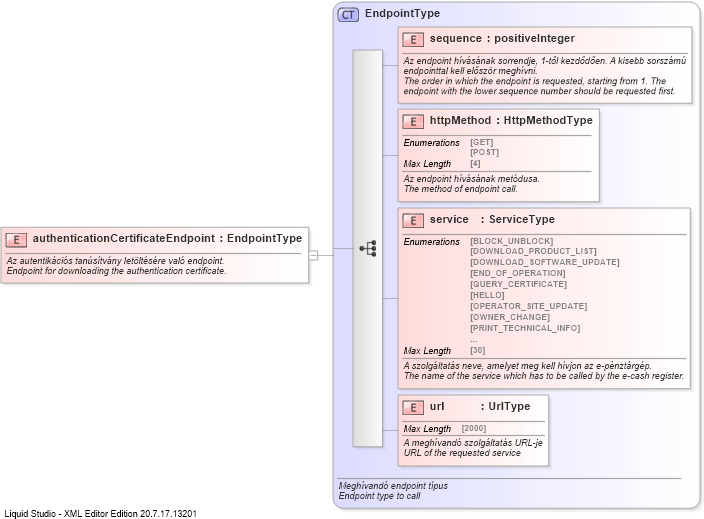 CT EndpointType
E sequence : positiveInteger
Az endpoint hívásának sorrendje, 1-től kezdődően. A kisebb sorszámú
endpointtal kell először meghívni.
The order in which the endpoint is requested, starting from 1. The
endpoint with the lower sequence number should be requested first.
E httpMethod : HttpMethodType
Enumerations [GET]
[POST]
Max Length [4]
Az endpoint hívásának metódusa.
The method of endpoint call.
E service : ServiceType
Enumerations [BLOCK_UNBLOCK]
[DOWNLOAD_PRODUCT_LIST]
[DOWNLOAD_SOFTWARE_UPDATE]
[END_OF_OPERATION]
[QUERY_CERTIFICATE]
[HELLO]
[OPERATOR_SITE_UPDATE]
[OWNER_CHANGE]
[PRINT_TECHNICAL_INFO]
...
Max Length [30]
A szolgáltatás neve, amelyet meg kell hívjon az e-pénztárgép.
The name of the service which has to be called by the e-cash register.
E authenticationCertificateEndpoint : EndpointType
Az autentikációs tanúsítvány letöltésére való endpoint.
Endpoint for downloading the authentication certificate.
E url : UrlType
Max Length [2000]
A meghívandó szolgáltatás URL-je
URL of the requested service
Meghívandó endpoint típus
Endpoint type to call
Liquid Studio - XML Editor Edition 20.7.17.13201